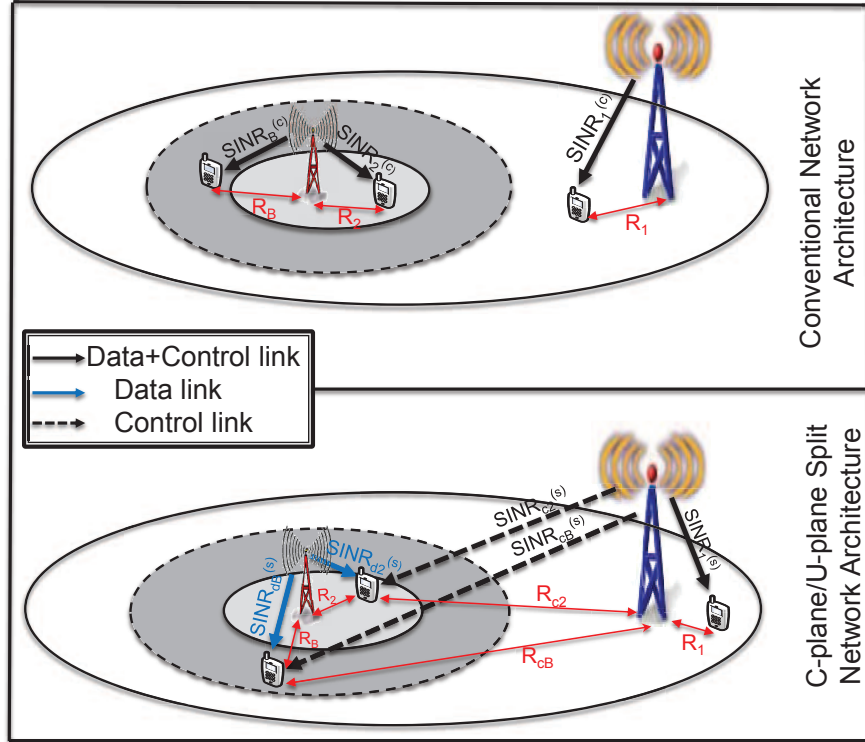 SINR_B^(c)
SINR_2^(c)
SINR_1^(c)
R_B
R_2
R_1
Conventional Network
Architecture
Data+Control link
Data link
Control link
SINR_c2^(s)
SINR_cB^(s)
SINR_1^(s)
SINR_d2^(s)
SINR_dB^(s)
R_2
R_B
R_c2
R_cB
R_1
C-plane/U-plane Split
Network Architecture